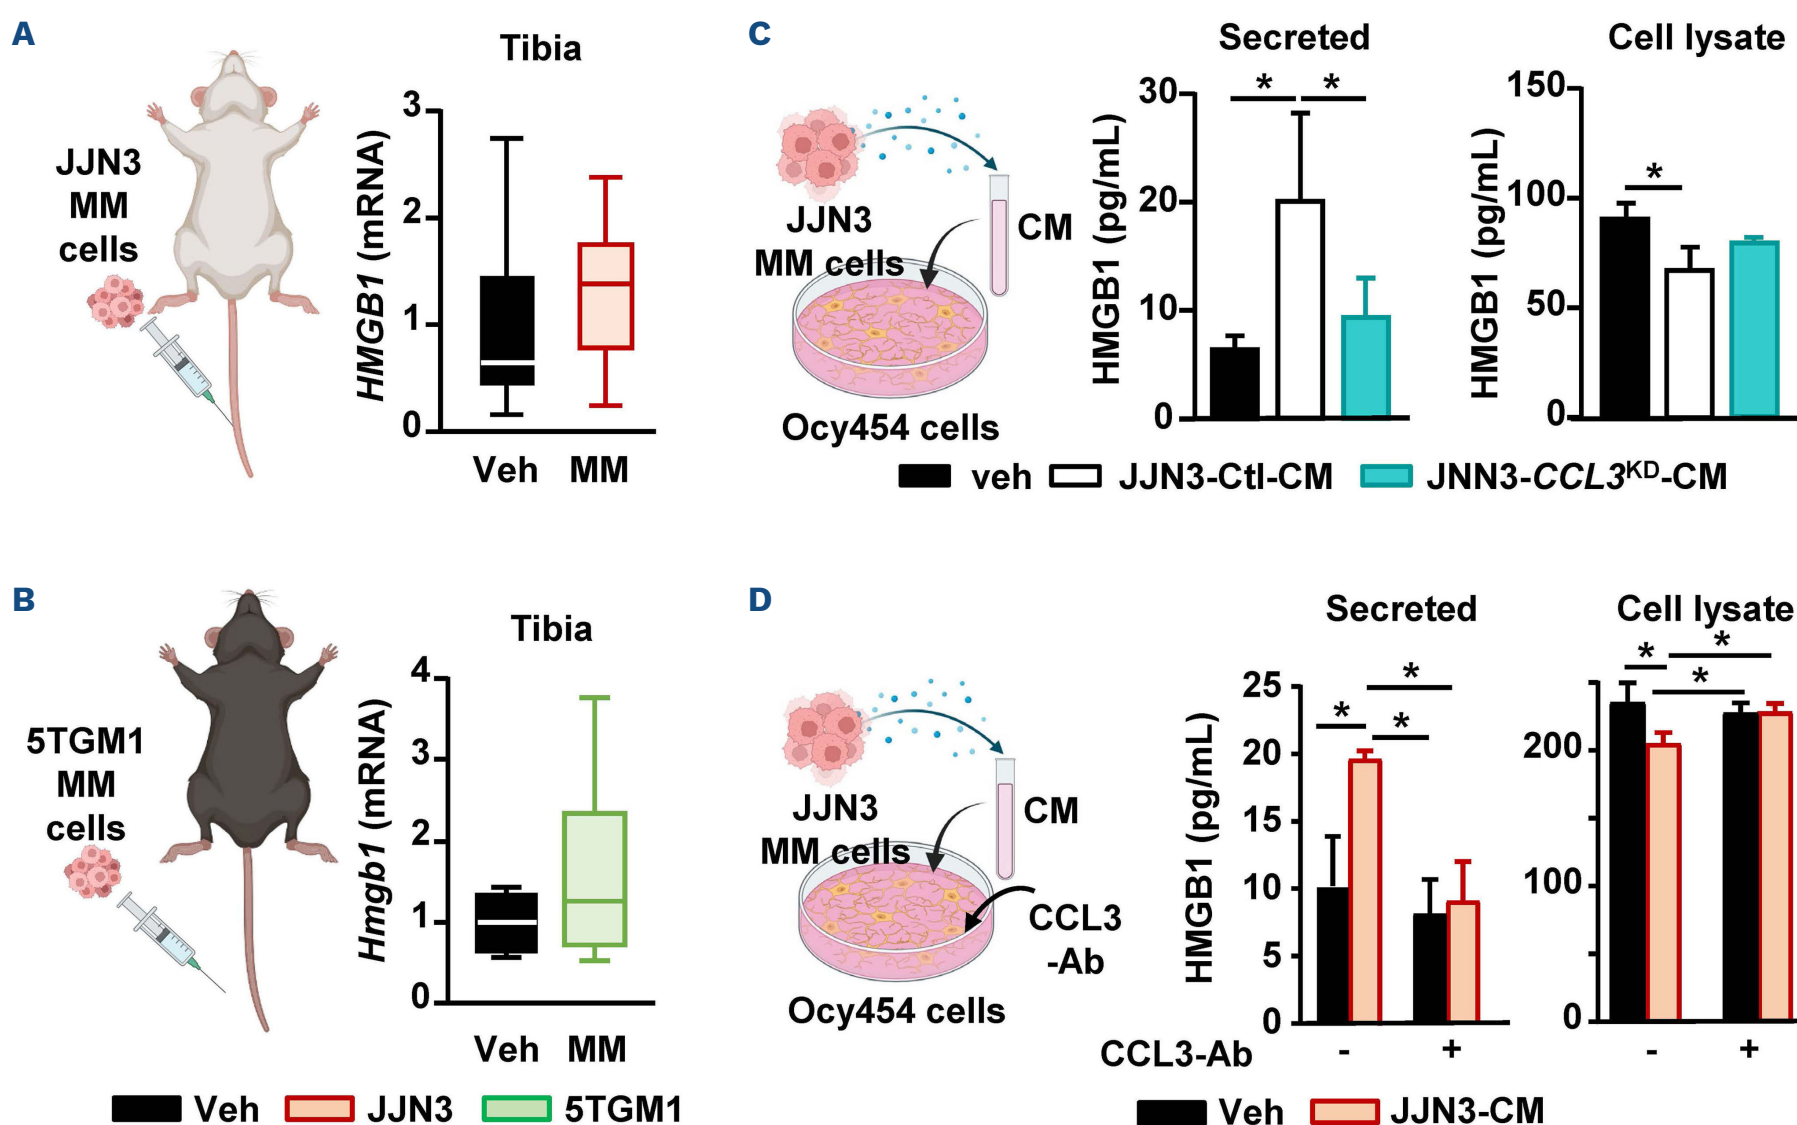 A
Tibia
JJN3
MM
cells
HMGB1 (mRNA)
3
2
1
0
Veh MM
C
Secreted
Cell lysate
JJN3
MM cells
CM
Ocy454 cells
HMGB1 (pg/mL)
30
20
10
0
* *
HMGB1 (pg/mL)
150
100
50
0
*
veh JJN3-Ctl-CM JNN3-CCL3KD-CM
B
Tibia
5TGM1
MM
cells
Hmgb1 (mRNA)
4
3
2
1
0
Veh MM
Veh JJN3 5TGM1
D
Secreted
Cell lysate
JJN3
MM cells
CM
CCL3
-Ab
Ocy454 cells
HMGB1 (pg/mL)
25
20
15
10
5
0
*
* *
200
100
0
* *
*
CCL3-Ab - + - +
Veh JJN3-CM